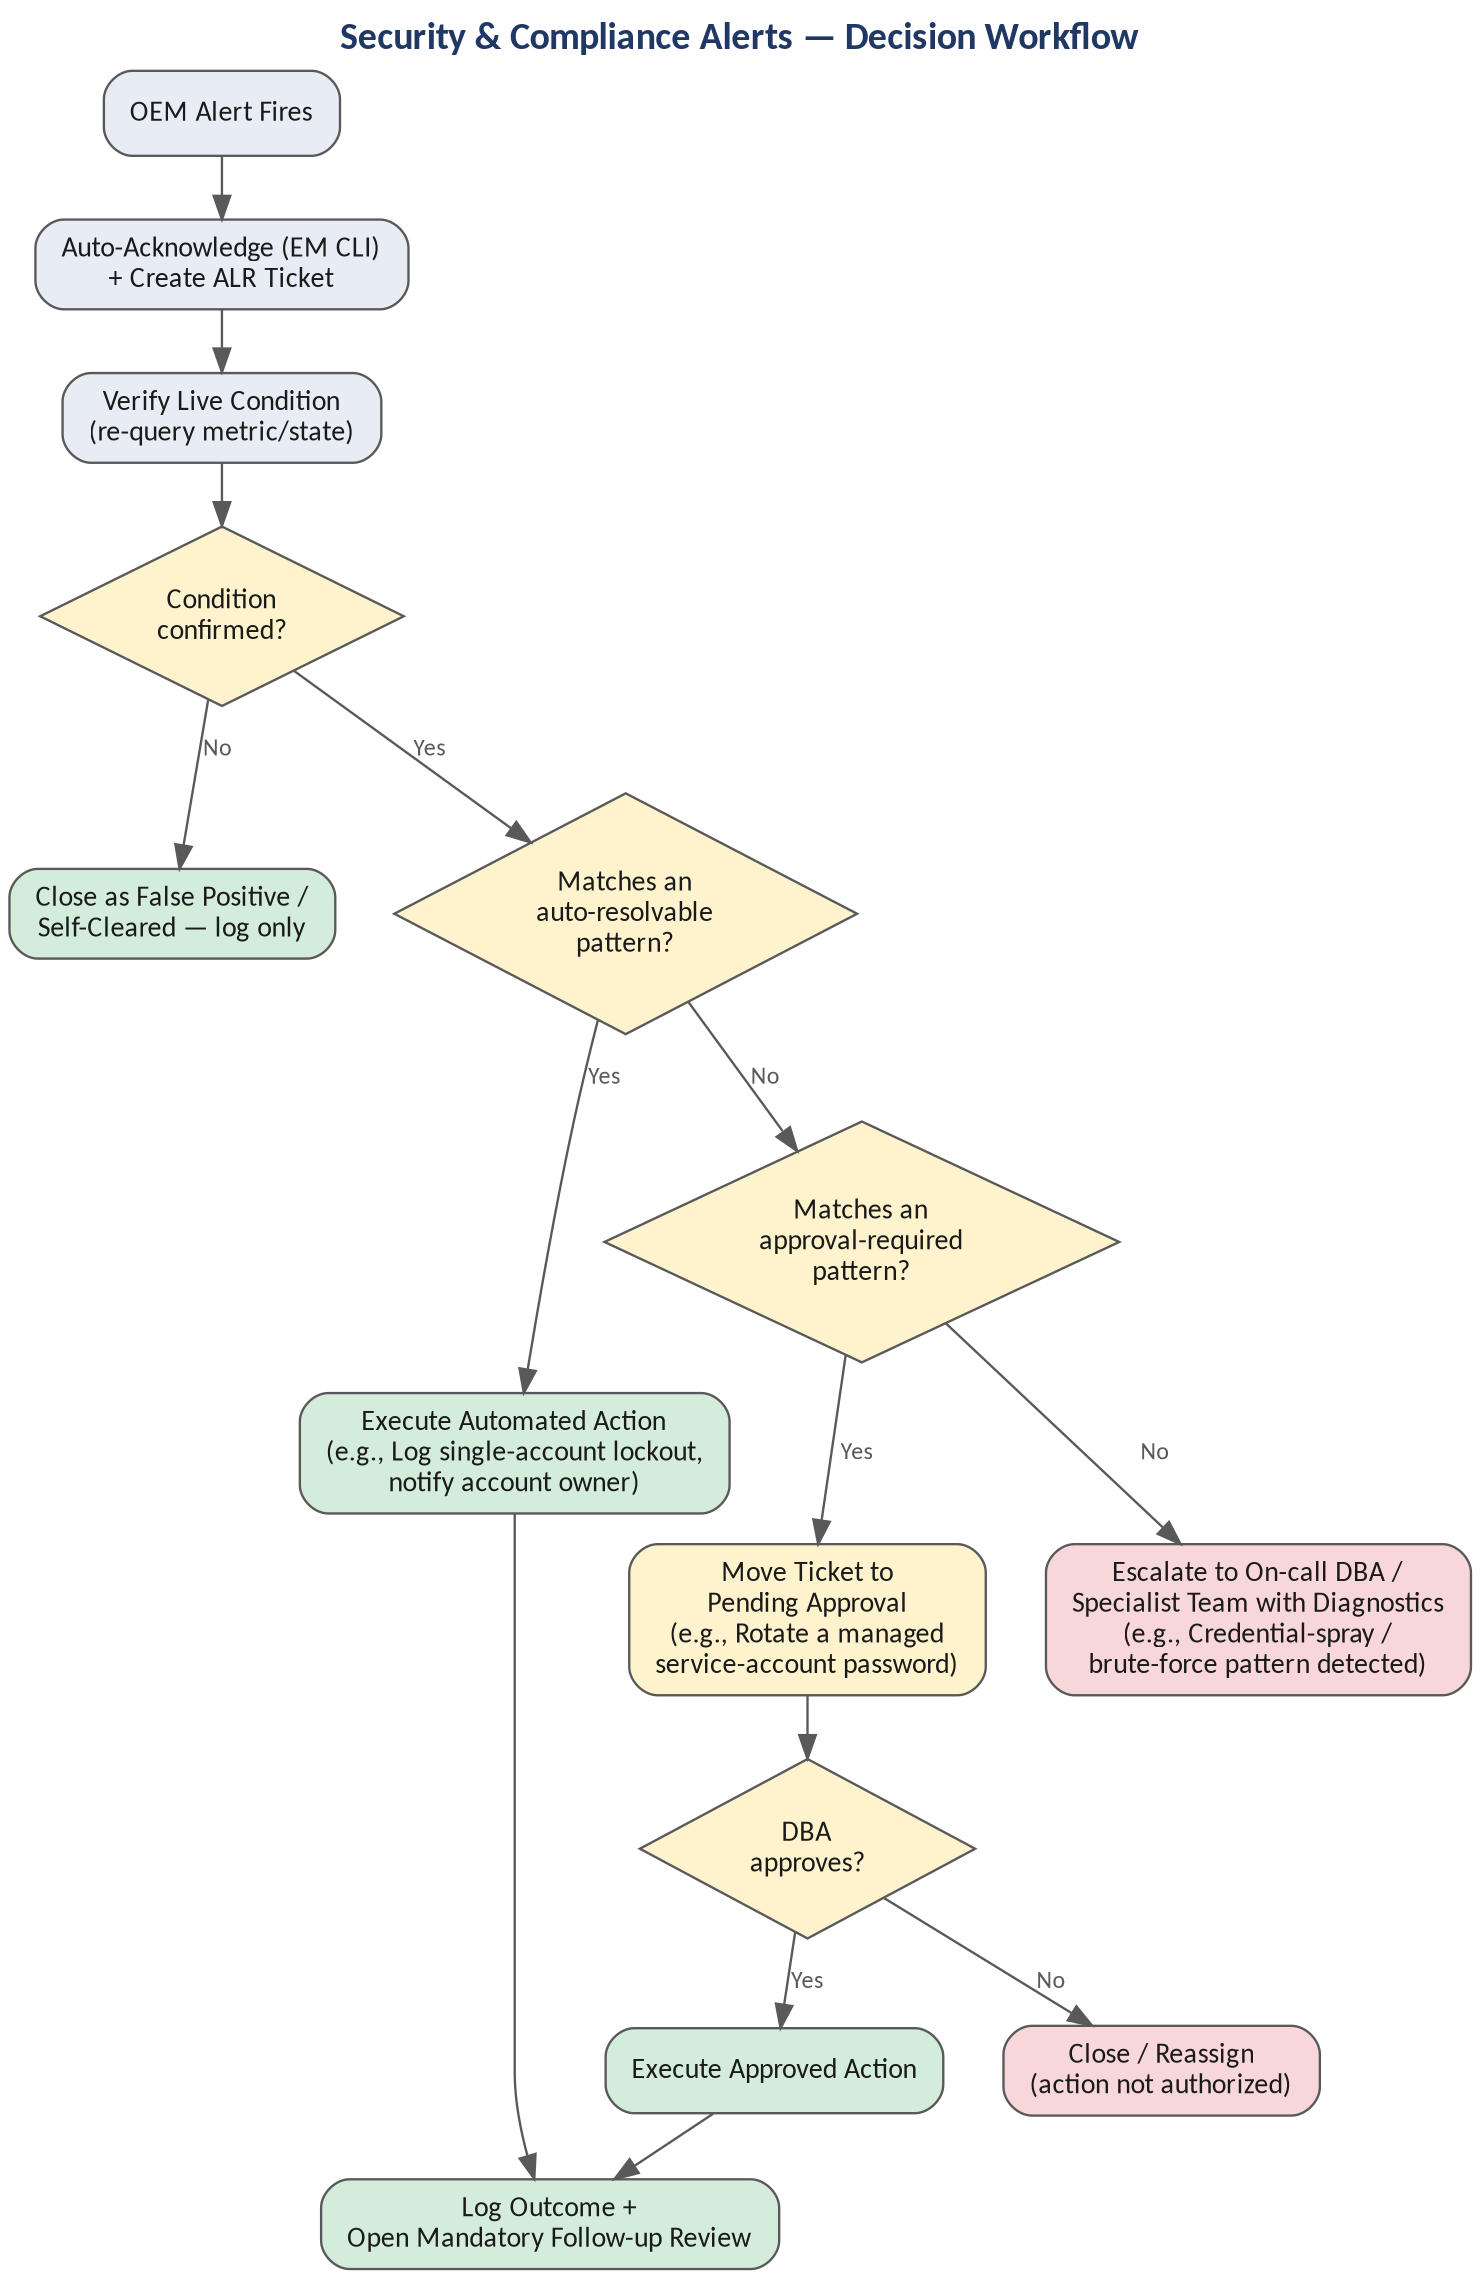 Security & Compliance Alerts — Decision Workflow
OEM Alert Fires
Auto-Acknowledge (EM CLI)
+ Create ALR Ticket
Verify Live Condition
(re-query metric/state)
Condition
confirmed?
No
Yes
Close as False Positive /
Self-Cleared — log only
Matches an
auto-resolvable
pattern?
Yes
No
Matches an
approval-required
pattern?
Execute Automated Action
(e.g., Log single-account lockout,
notify account owner)
Yes
No
Move Ticket to
Pending Approval
(e.g., Rotate a managed
service-account password)
Escalate to On-call DBA /
Specialist Team with Diagnostics
(e.g., Credential-spray /
brute-force pattern detected)
DBA
approves?
Yes
No
Execute Approved Action
Close / Reassign
(action not authorized)
Log Outcome +
Open Mandatory Follow-up Review